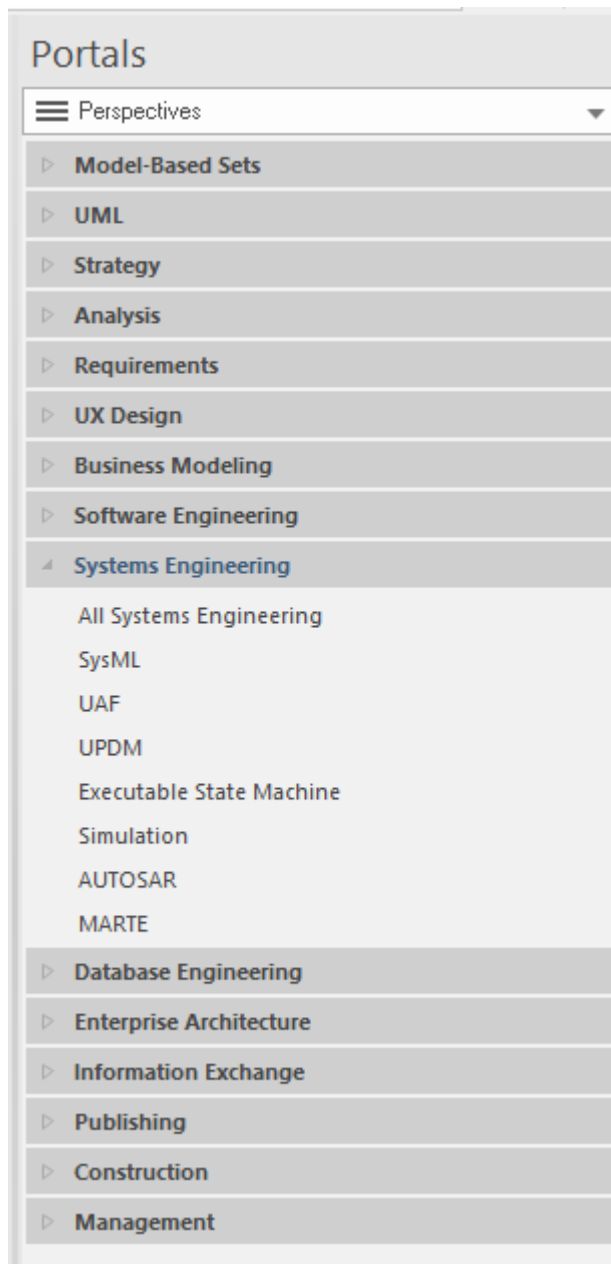 Portals
Perspectives
Model-Based Sets
UML
Strategy
Analysis
Requirements
UX Design
Business Modeling
Software Engineering
Systems Engineering
All Systems Engineering
SysML
UAF
UPDM
Executable State Machine
Simulation
AUTOSAR
MARTE
Database Engineering
Enterprise Architecture
Information Exchange
Publishing
Construction
Management